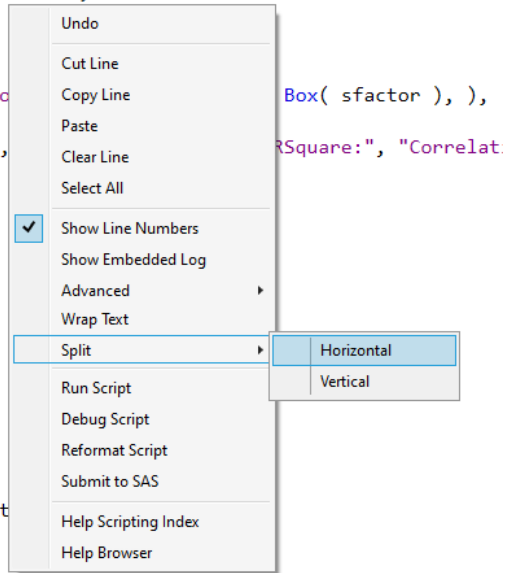 Undo
Cut Line
Copy Line
Box( sfactor ), ),
Paste
RSquare:", "Correlat
Clear Line
Select All
Show Line Numbers
Show Embedded Log
Advanced
Wrap Text
Split
Horizontal
Vertical
Run Script
Debug Script
Reformat Script
Submit to SAS
Help Scripting Index
Help Browser